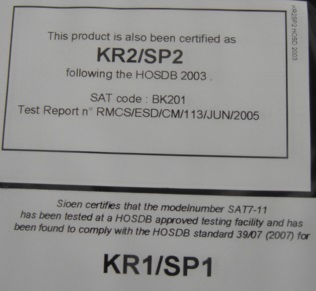 This product is also been certified as
KR2/SP2
following the HOSDB 2003 .
SAT code : BK201
Test Report n° RMCS/ESD/CM/113/JUN/2005
Sioen certifies that the modelnumber SAT7-11
has been tested at a HOSDB approved testing facility and has
been found to comply with the HOSDB standard 39/07 (2007) for
KR1/SP1